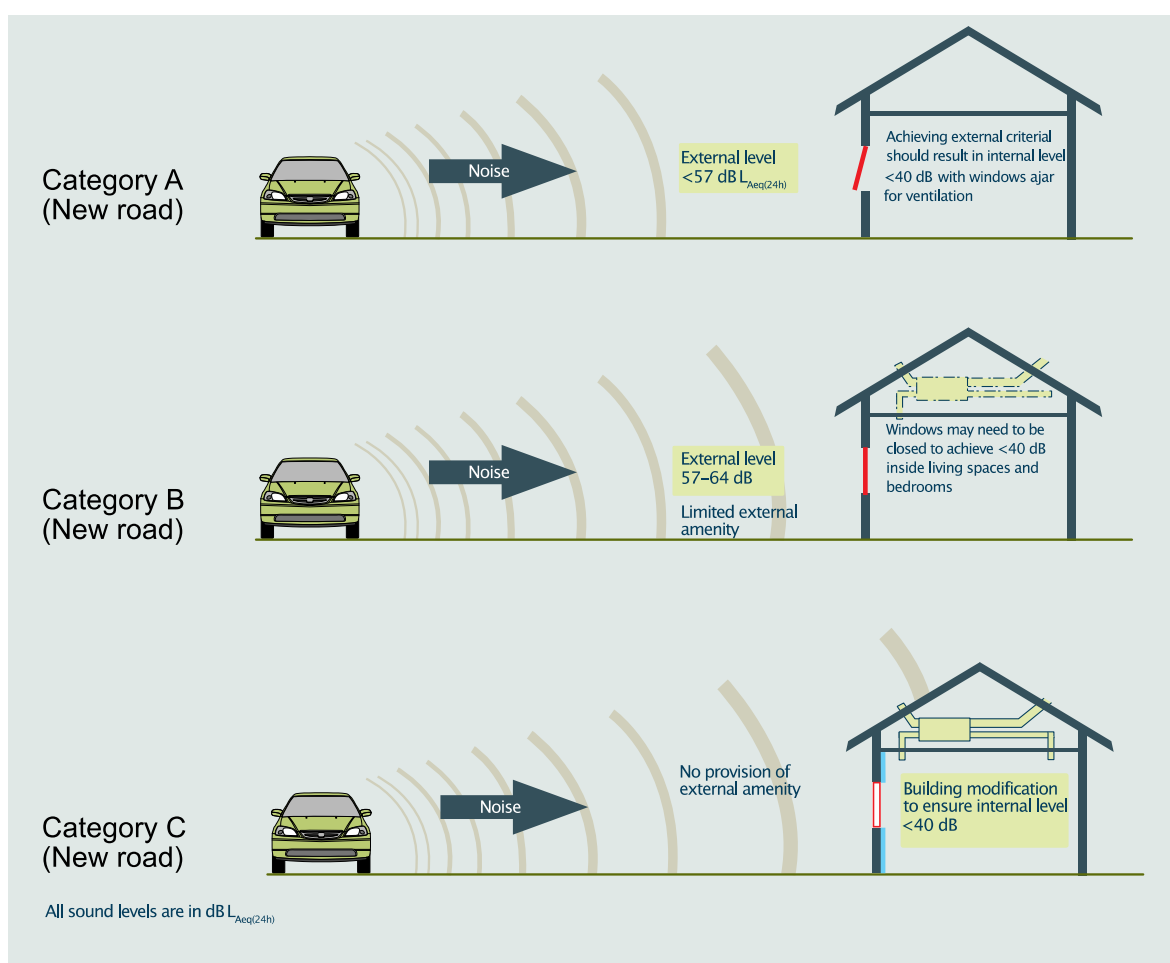 Category A
(New road)
Noise
External level
<57 dB LAeq(24h)
Achieving external criterial
should result in internal level
<40 dB with windows ajar
for ventilation
Category B
(New road)
Noise
External level
57–64 dB
Limited external
amenity
Windows may need to be
closed to achieve <40 dB
inside living spaces and
bedrooms
Category C
(New road)
Noise
No provision of
external amenity
Building modification
to ensure internal level
<40 dB
All sound levels are in dB LAeq(24h)